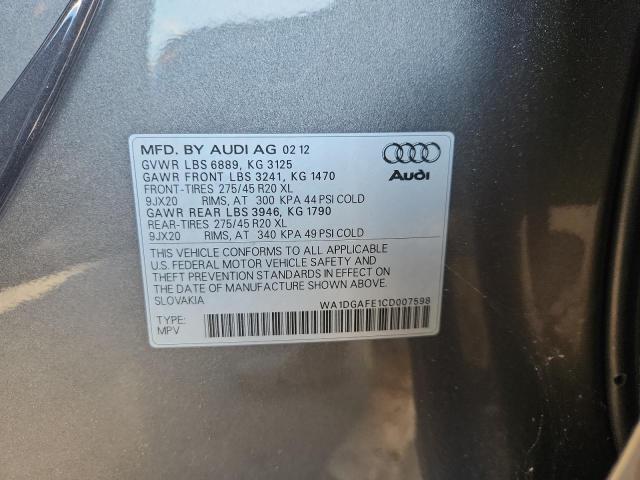 MFD. BY AUDI AG 02 12
GVWR LBS 6889, KG 3125
GAWR FRONT LBS 3241, KG 1470
FRONT-TIRES 275/45 R20 XL
9JX20 RIMS, AT 300 KPA 44 PSI COLD
GAWR REAR LBS 3946, KG 1790
REAR-TIRES 275/45 R20 XL
9JX20 RIMS, AT 340 KPA 49 PSI COLD
Audi
THIS VEHICLE CONFORMS TO ALL APPLICABLE
U.S. FEDERAL MOTOR VEHICLE SAFETY AND
THEFT PREVENTION STANDARDS IN EFFECT ON
THE DATE OF MANUFACTURE SHOWN ABOVE.
SLOVAKIA
WA1DGAFE1CD007598
TYPE:
MPV